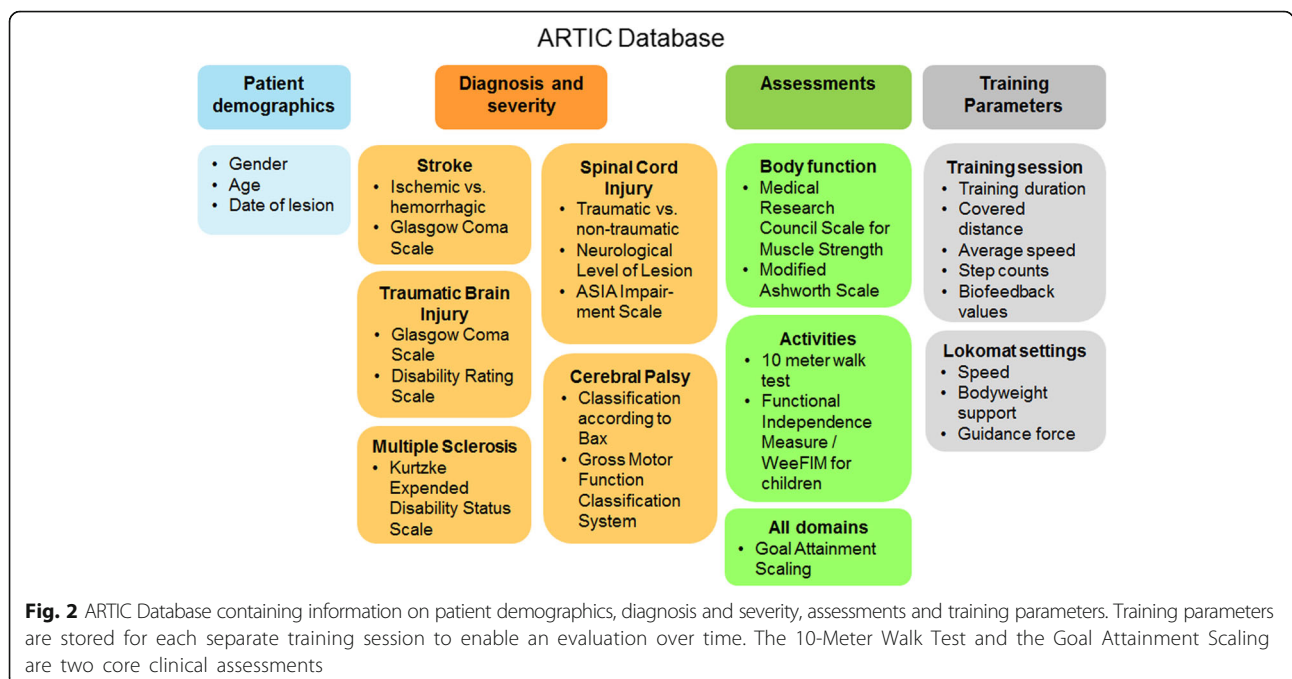 ARTIC Database
Patient
demographics
• Gender
• Age
• Date of lesion
Diagnosis and
severity
Stroke
• Ischemic vs.
hemorrhagic
• Glasgow Coma
Scale
Traumatic Brain
Injury
• Glasgow Coma
Scale
• Disability Rating
Scale
Multiple Sclerosis
• Kurtzke
Expended
Disability Status
Scale
Spinal Cord
Injury
• Traumatic vs.
non-traumatic
• Neurological
Level of Lesion
• ASIA Impair-
ment Scale
Cerebral Palsy
• Classification
according to
Bax
• Gross Motor
Function
Classification
System
Assessments
Body function
• Medical
Research
Council Scale for
Muscle Strength
• Modified
Ashworth Scale
Activities
• 10 meter walk
test
• Functional
Independence
Measure /
WeeFIM for
children
All domains
• Goal Attainment
Scaling
Training
Parameters
Training session
• Training duration
• Covered
distance
• Average speed
• Step counts
• Biofeedback
values
Lokomat settings
• Speed
• Bodyweight
support
• Guidance force
Fig. 2 ARTIC Database containing information on patient demographics, diagnosis and severity, assessments and training parameters. Training parameters
are stored for each separate training session to enable an evaluation over time. The 10-Meter Walk Test and the Goal Attainment Scaling
are two core clinical assessments